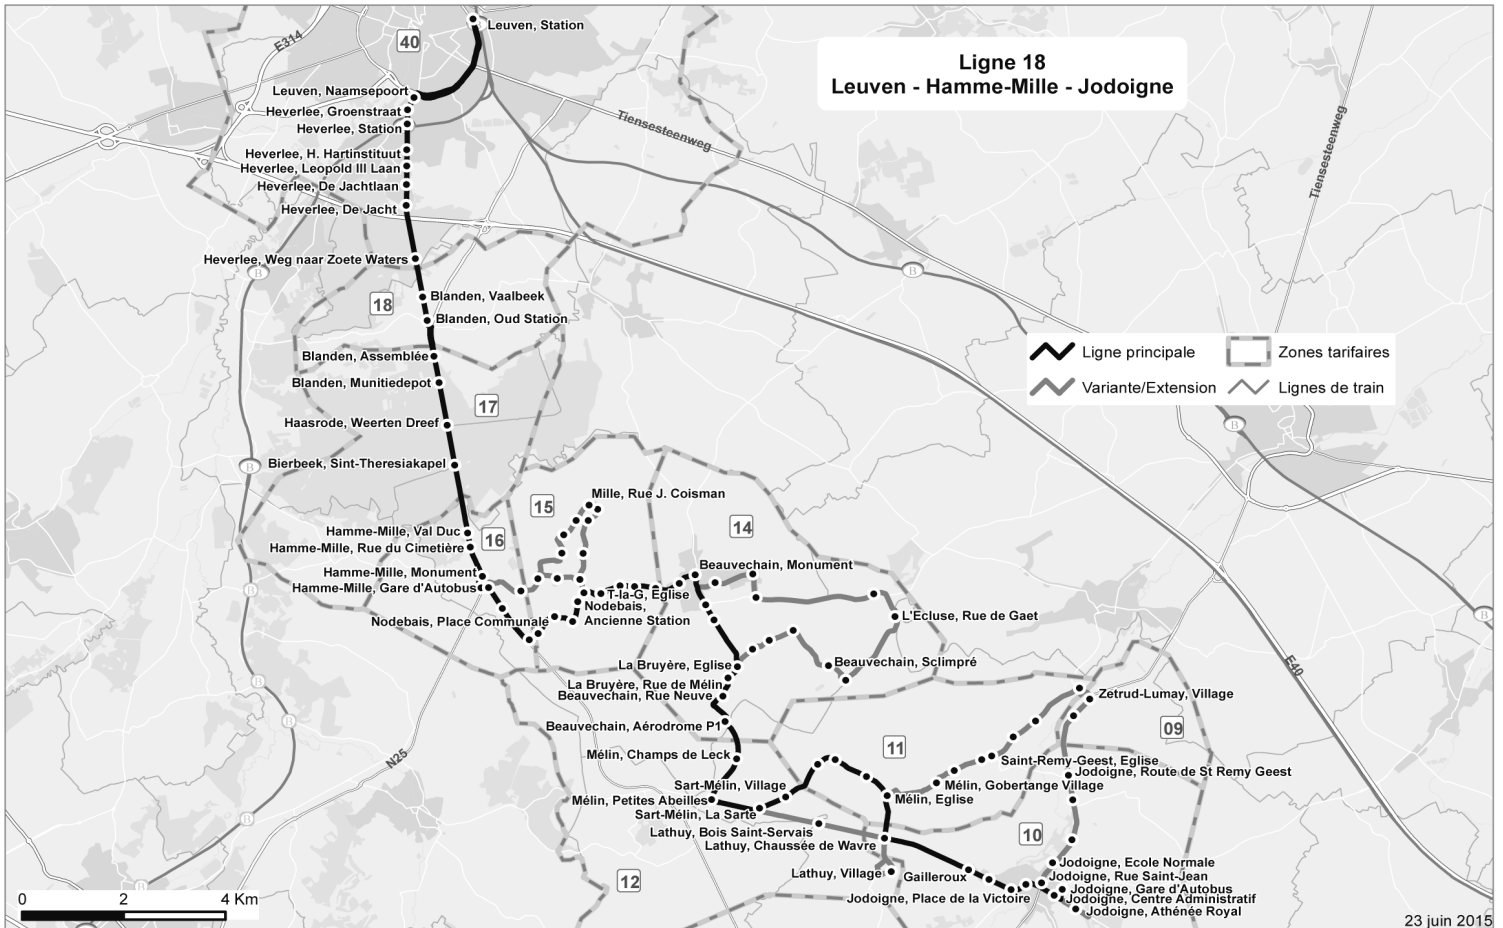 Leuven, Station
E314
40
Ligne 18
Leuven - Hamme-Mille - Jodoigne
Leuven, Naamsepoort
Heverlee, Groenstraat
Heverlee, Station
Tiensesteenweg
Tiensesteenweg
Heverlee, H. Hartinstituut
Heverlee, Leopold III Laan
Heverlee, De Jachtlaan
Heverlee, De Jacht
Heverlee, Weg naar Zoete Waters
B
B
18
Blanden, Vaalbeek
Blanden, Oud Station
Ligne principale
Zones tarifaires
Variante/Extension
Lignes de train
Blanden, Assemblée
Blanden, Munitiedepot
17
Haasrode, Weerten Dreef
B
Bierbeek, Sint-Theresiakapel
B
15
Mille, Rue J. Coisman
14
Hamme-Mille, Val Duc
16
Hamme-Mille, Rue du Cimetière
Beauvechain, Monument
Hamme-Mille, Monument
Hamme-Mille, Gare d'Autobus
B
T-la-G, Eglise
Nodebais,
Ancienne Station
Nodebais, Place Communale
L'Ecluse, Rue de Gaet
B
La Bruyère, Eglise
Beauvechain, Sclimpré
E40
La Bruyère, Rue de Mélin
B
Beauvechain, Rue Neuve
Zetrud-Lumay, Village
B
Beauvechain, Aérodrome P1
09
11
N25
Mélin, Champs de Leck
Saint-Remy-Geest, Eglise
Jodoigne, Route de St Remy Geest
Sart-Mélin, Village
Mélin, Gobertange Village
Mélin, Petites Abeilles
Mélin, Eglise
Sart-Mélin, La Sarte
B
Lathuy, Bois Saint-Servais
10
Lathuy, Chaussée de Wavre
Jodoigne, Ecole Normale
Lathuy, Village
Gailleroux
Jodoigne, Rue Saint-Jean
12
B
Jodoigne, Gare d'Autobus
Jodoigne, Place de la Victoire
Jodoigne, Centre Administratif
Jodoigne, Athénée Royal
0 2 4 Km
23 juin 2015